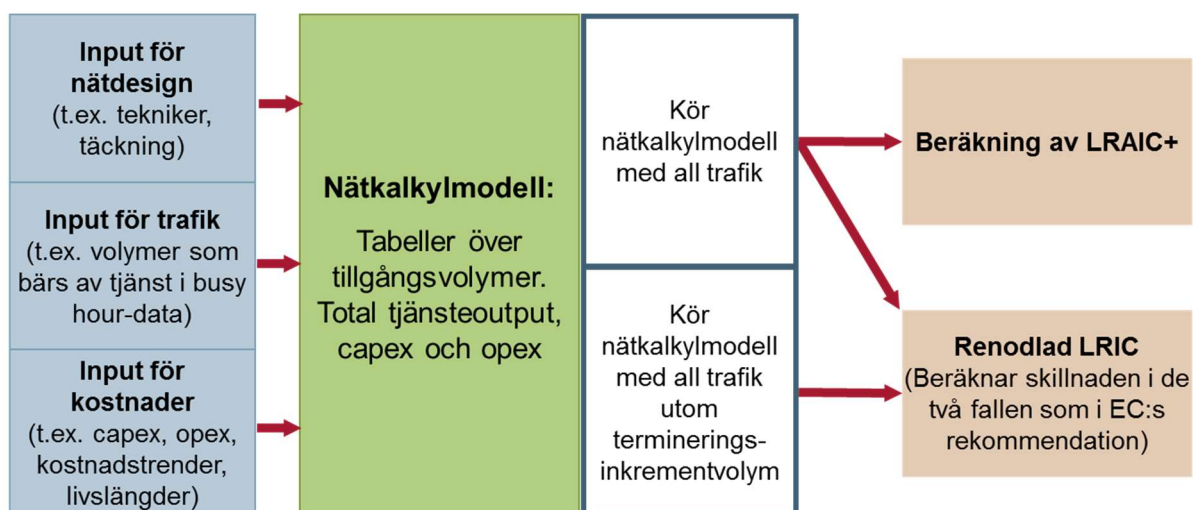 Input för
nätdesign
(t.ex. tekniker,
täckning)
Input för trafik
(t.ex. volymer som
bärs av tjänst i busy
hour-data)
Input för
kostnader
(t.ex. capex, opex,
kostnadstrender,
livslängder)
Nätkalkylmodell:
Tabeller över
tillgångsvolymer.
Total tjänsteoutput,
capex och opex
Kör
nätkalkylmodell
med all trafik
Kör
nätkalkylmodell
med all trafik
utom
terminerings-
inkrementvolym
Beräkning av LRAIC+
Renodlad LRIC
(Beräknar skillnaden i de
två fallen som i EC:s
rekommendation)